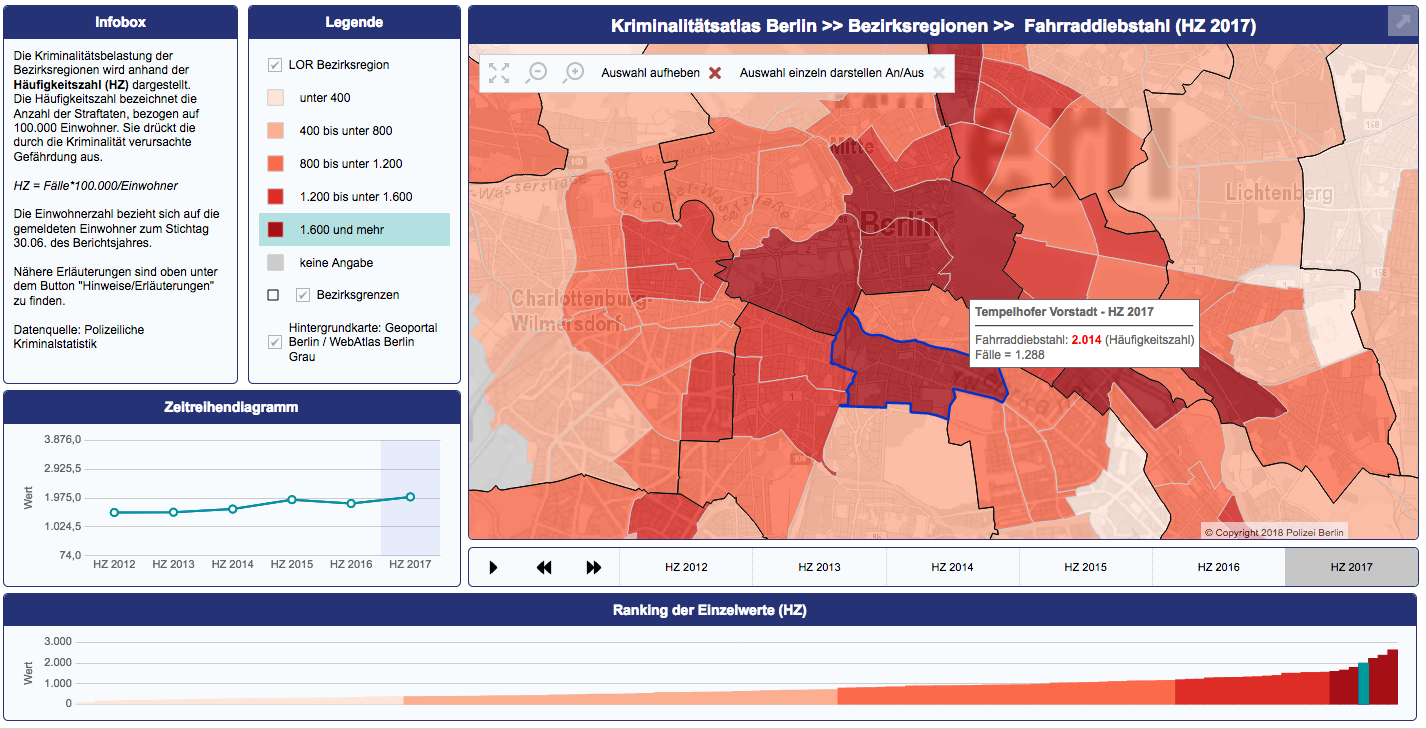 Infobox
Die Kriminalitätsbelastung der
Bezirksregionen wird anhand der
Häufigkeitszahl (HZ) dargestellt.
Die Häufigkeitszahl bezeichnet die
Anzahl der Straftaten, bezogen auf
100.000 Einwohner. Sie drückt die
durch die Kriminalität verursachte
Gefährdung aus.
HZ = Fälle*100.000/Einwohner
Die Einwohnerzahl bezieht sich auf die
gemeldeten Einwohner zum Stichtag
30.06. des Berichtsjahres.
Nähere Erläuterungen sind oben unter
dem Button "Hinweise/Erläuterungen"
zu finden.
Datenquelle: Polizeiliche
Kriminalstatistik
Legende
LOR Bezirksregion
unter 400
400 bis unter 800
800 bis unter 1.200
1.200 bis unter 1.600
1.600 und mehr
keine Angabe
Bezirksgrenzen
Hintergrundkarte: Geoportal
Berlin / WebAtlas Berlin
Grau
Kriminalitätsatlas Berlin >> Bezirksregionen >> Fahrraddiebstahl (HZ 2017)
Auswahl aufheben
Auswahl einzeln darstellen An/Aus
158
Mitte
erli
Lichtenberg
Berlin
158
Charlottenburg-
Wilmersdorf
Tempelhofer Vorstadt - HZ 2017
Fahrraddiebstahl: 2.014 (Häufigkeitszahl)
Fälle = 1.288
© Copyright 2018 Polizei Berlin
Zeitreihendiagramm
Wert
3.876,0
2.925,5
1.975,0
1.024,5
74,0
HZ 2012
HZ 2013
HZ 2014
HZ 2015
HZ 2016
HZ 2017
HZ 2012
HZ 2013
HZ 2014
HZ 2015
HZ 2016
HZ 2017
Ranking der Einzelwerte (HZ)
Wert
3.000
2.000
1.000
0